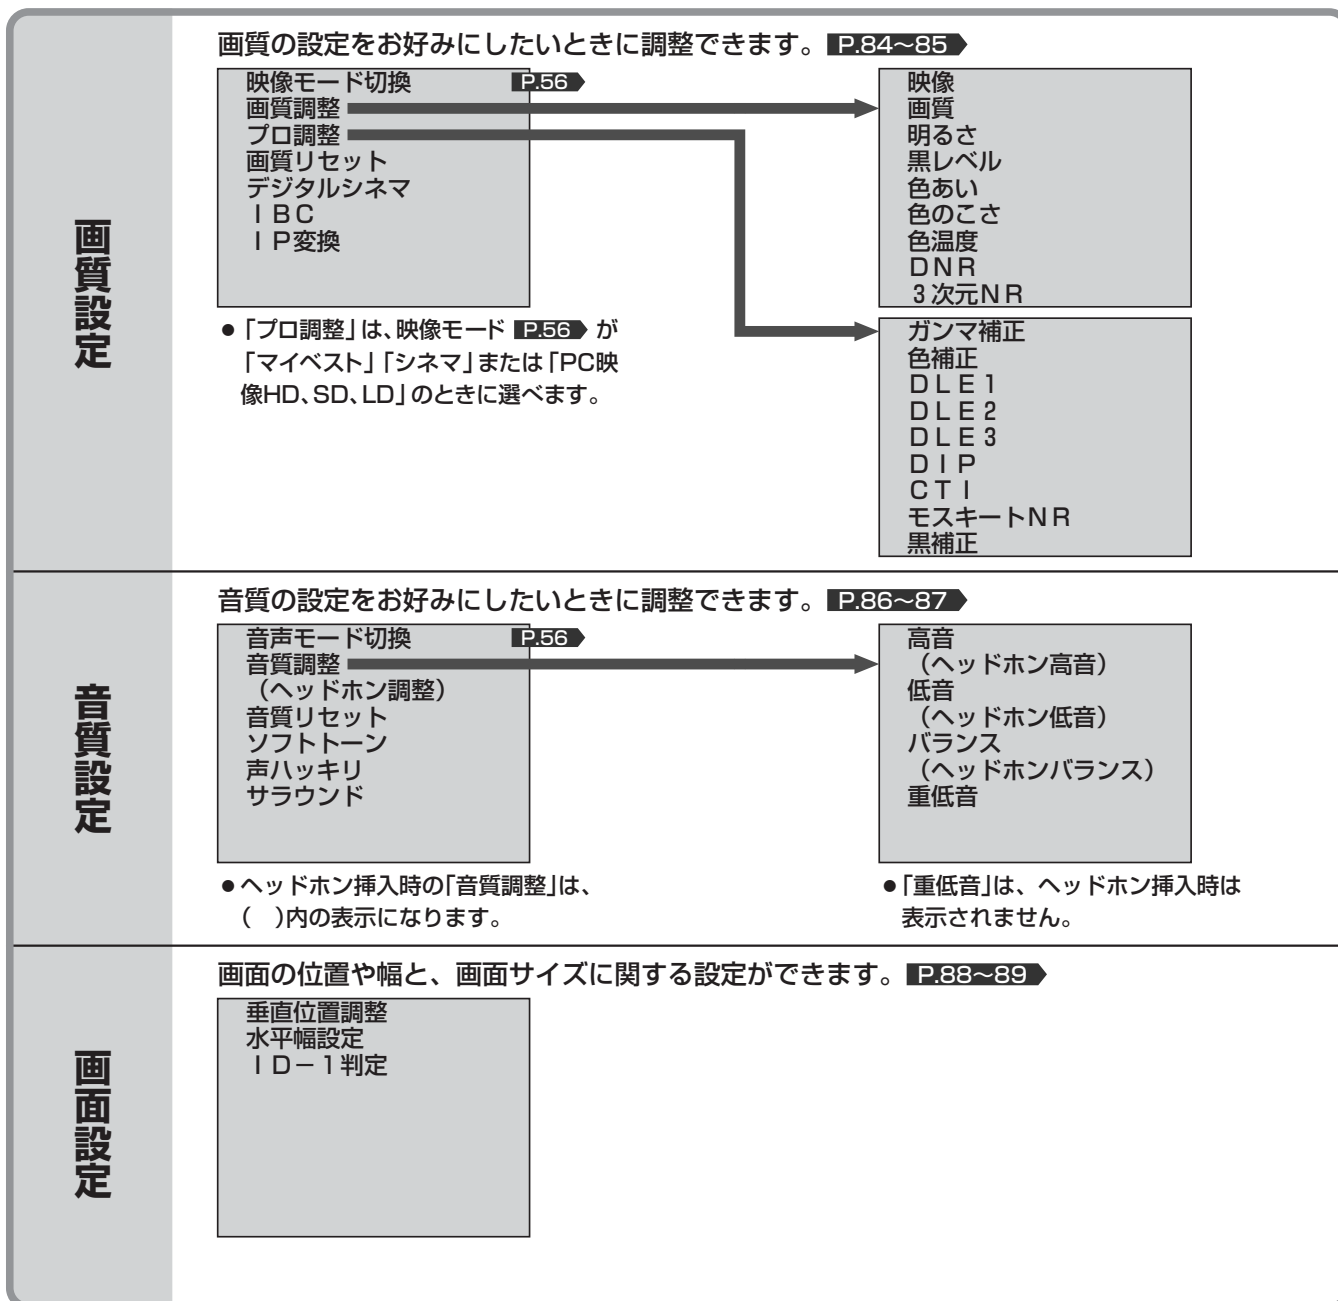 画質設定
画質の設定をお好みにしたいときに調整できます。 P.84～85
映像モード切換 P.56
画質調整
プロ調整
画質リセット
デジタルシネマ
ＩＢＣ
ＩＰ変換
映像
画質
明るさ
黒レベル
色あい
色のこさ
色温度
ＤＮＲ
３次元ＮＲ
●「プロ調整」は、映像モード P.56 が
「マイベスト」「シネマ」または「PC映
像HD、SD、LD」のときに選べます。
ガンマ補正
色補正
ＤＬＥ１
ＤＬＥ２
ＤＬＥ３
ＤＩＰ
ＣＴＩ
モスキートＮＲ
黒補正
音質設定
音質の設定をお好みにしたいときに調整できます。 P.86～87
音声モード切換 P.56
音質調整
（ヘッドホン調整）
音質リセット
ソフトトーン
声ハッキリ
サラウンド
高音
（ヘッドホン高音）
低音
（ヘッドホン低音）
バランス
（ヘッドホンバランス）
重低音
●ヘッドホン挿入時の「音質調整」は、
（　）内の表示になります。
●「重低音」は、ヘッドホン挿入時は
表示されません。
画面設定
画面の位置や幅と、画面サイズに関する設定ができます。 P.88～89
垂直位置調整
水平幅設定
ＩＤ－１判定